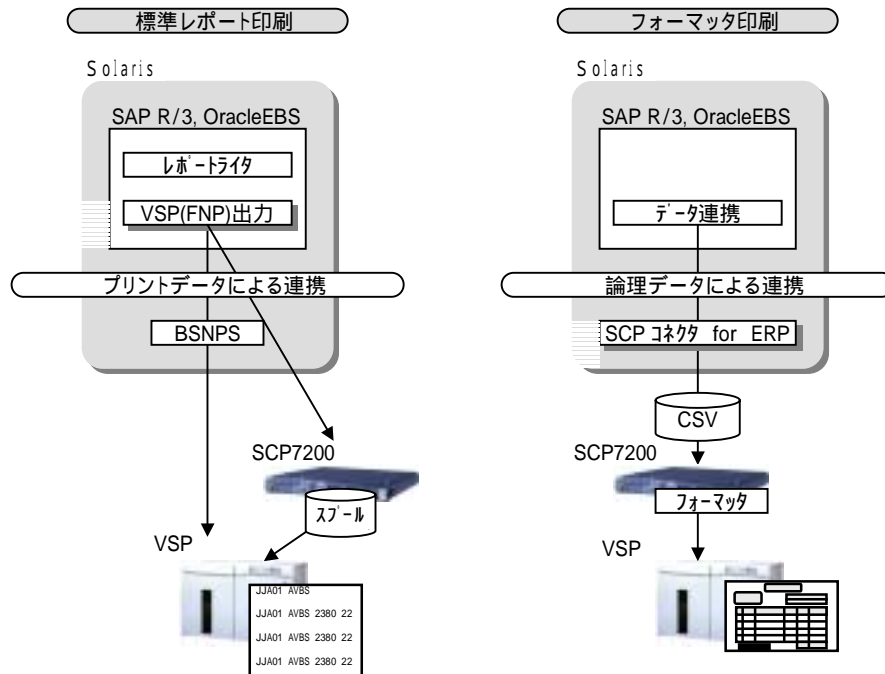 標準レポート印刷
Solaris
SAP R/3, OracleEBS
ﾚﾎﾟｰﾄﾗｲﾀ
VSP(FNP)出力
プリントデータによる連携
BSNPS
SCP7200
ｽﾌﾟｰﾙ
VSP
JJA01 AVBS
JJA01 AVBS 2380 22
JJA01 AVBS 2380 22
JJA01 AVBS 2380 22
フォーマッタ印刷
Solaris
SAP R/3, OracleEBS
ﾃﾞｰﾀ連携
論理データによる連携
SCP ｺﾈｸﾀ for ERP
CSV
SCP7200
ﾌｫｰﾏｯﾀ
VSP